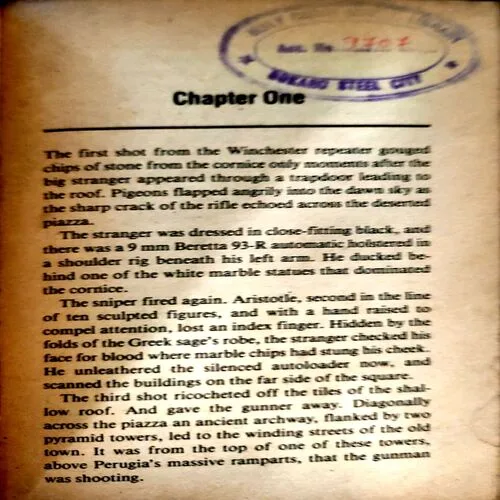 Acc. No. 9707
BOKARO STEEL CITY
Chapter One
The first shot from the Winchester repeater gouged
chips of stone from the cornice only moments after the
big stranger appeared through a trapdoor leading to
the roof. Pigeons flapped angrily into the dawn sky as
the sharp crack of the rifle echoed across the deserted
piazza.
The stranger was dressed in close-fitting black, and
there was a 9 mm Beretta 93-R automatic holstered in
a shoulder rig beneath his left arm. He ducked be-
hind one of the white marble statues that dominated
the cornice.
The sniper fired again. Aristotle, second in the line
of ten sculpted figures, and with a hand raised to
compel attention, lost an index finger. Hidden by the
folds of the Greek sage's robe, the stranger checked his
face for blood where marble chips had stung his cheek.
He unleathered the silenced autoloader now, and
scanned the buildings on the far side of the square.
The third shot ricocheted off the tiles of the shal-
low roof. And gave the gunner away. Diagonally
across the piazza an ancient archway, flanked by two
pyramid towers, led to the winding streets of the old
town. It was from the top of one of these towers,
above Perugia's massive ramparts, that the gunman
was shooting.